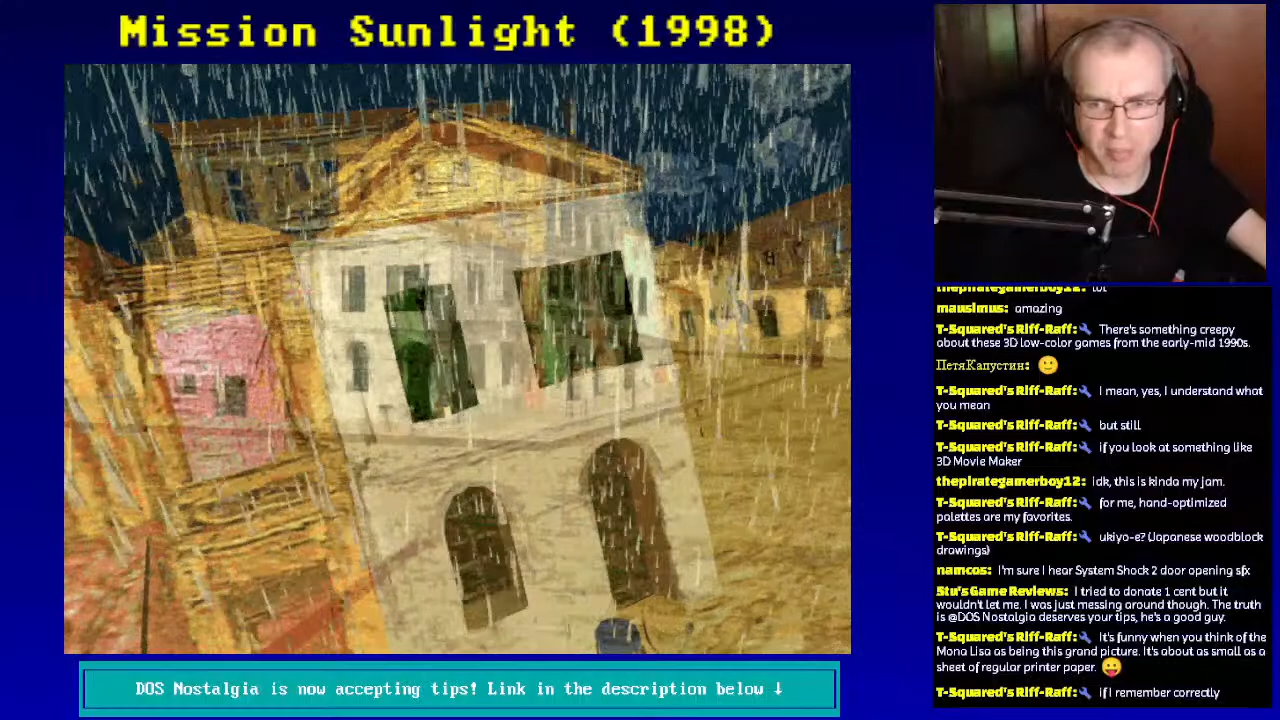 Mission Sunlight (1998)
thepirategamerboy12: lol
mausimus: amazing
T-Squared's Riff-Raff: There's something creepy
about these 3D low-color games from the early-mid 1990s.
ПетяКапустин:
T-Squared's Riff-Raff: I mean, yes, I understand what
you mean
T-Squared's Riff-Raff: but still
T-Squared's Riff-Raff: if you look at something like
3D Movie Maker
thepirategamerboy12: idk, this is kinda my jam.
T-Squared's Riff-Raff: for me, hand-optimized
palettes are my favorites.
T-Squared's Riff-Raff: ukiyo-e? (Japanese woodblock
drawings)
namcos: I'm sure I hear System Shock 2 door opening sfx
Stu's Game Reviews: I tried to donate 1 cent but it
wouldn't let me. I was just messing around though. The truth
is @DOS Nostalgia deserves your tips, he's a good guy.
T-Squared's Riff-Raff: It's funny when you think of the
Mona Lisa as being this grand picture. It's about as small as a
sheet of regular printer paper.
T-Squared's Riff-Raff: If I remember correctly
DOS Nostalgia is now accepting tips! Link in the description below ↓